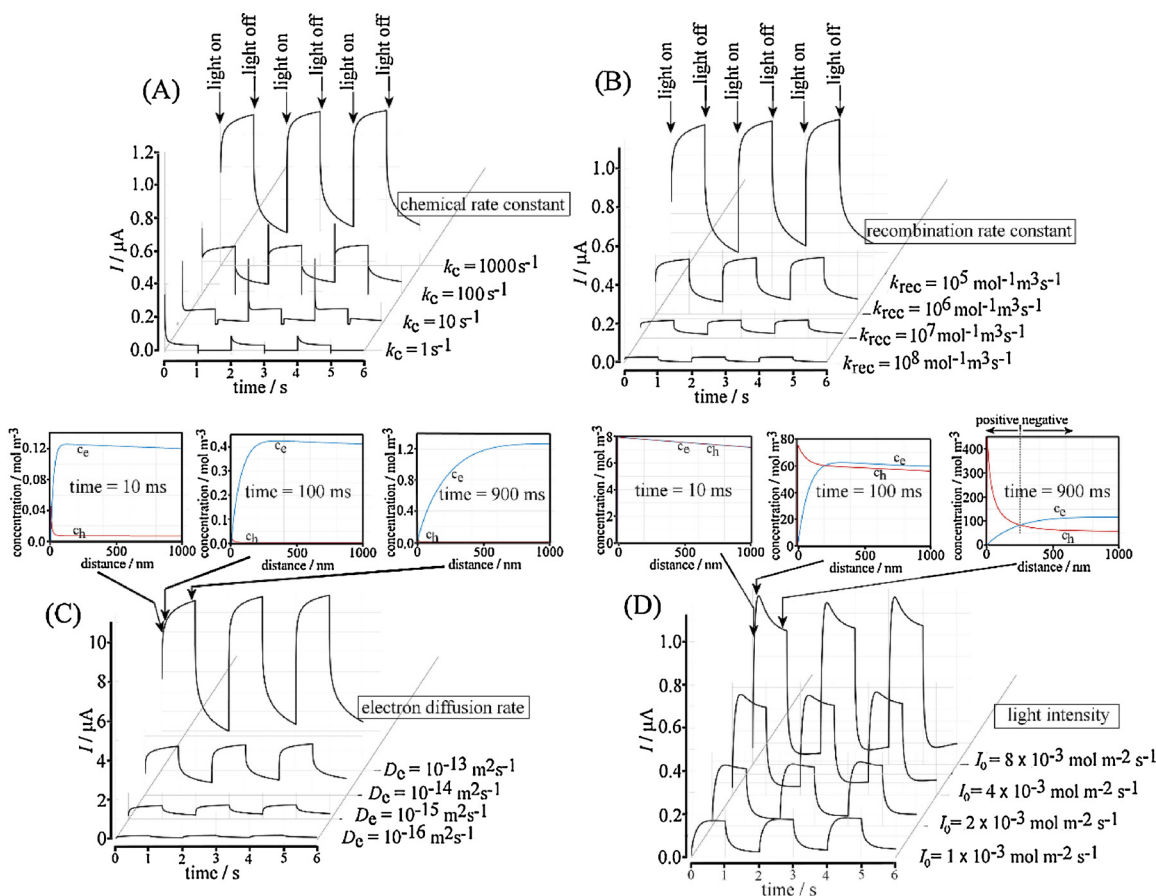 (A)
light on
light off
light on
light off
light on
light off
I / µA
1.2
1.0
0.8
0.6
0.4
0.2
0.0
chemical rate constant
kc = 1000 s-1
kc = 100 s-1
kc = 10 s-1
kc = 1 s-1
0 1 2 3 4 5 6
time / s
(B)
light on
light off
light on
light off
light on
light off
I / µA
1.0
0.8
0.6
0.4
0.2
0.0
recombination rate constant
krec = 10^5 mol-1m3s-1
krec = 10^6 mol-1m3s-1
krec = 10^7 mol-1m3s-1
krec = 10^8 mol-1m3s-1
0 1 2 3 4 5 6
time / s
concentration / mol m-3
0.12
0.08
0.04
0.0
ce
time = 10 ms
ch
0 500 1000
distance / nm
concentration / mol m-3
0.4
0.3
0.2
0.1
0.0
ce
time = 100 ms
ch
0 500 1000
distance / nm
concentration / mol m-3
1.2
0.8
0.4
0.0
ce
time = 900 ms
ch
0 500 1000
distance / nm
(C)
I / µA
10
8
6
4
2
0
electron diffusion rate
De = 10-13 m2s-1
De = 10-14 m2s-1
De = 10-15 m2s-1
De = 10-16 m2s-1
0 1 2 3 4 5 6
time / s
concentration / mol m-3
8
6
4
2
0
ce ch
time = 10 ms
0 500 1000
distance / nm
concentration / mol m-3
80
60
40
20
0
ce
ch
time = 100 ms
0 500 1000
distance / nm
positive negative
concentration / mol m-3
400
300
200
100
0
time = 900 ms
ce
ch
0 500 1000
distance / nm
(D)
I / µA
1.0
0.8
0.6
0.4
0.2
0.0
light intensity
I0 = 8 x 10-3 mol m-2 s-1
I0 = 4 x 10-3 mol m-2 s-1
I0 = 2 x 10-3 mol m-2 s-1
I0 = 1 x 10-3 mol m-2 s-1
0 1 2 3 4 5 6
time / s